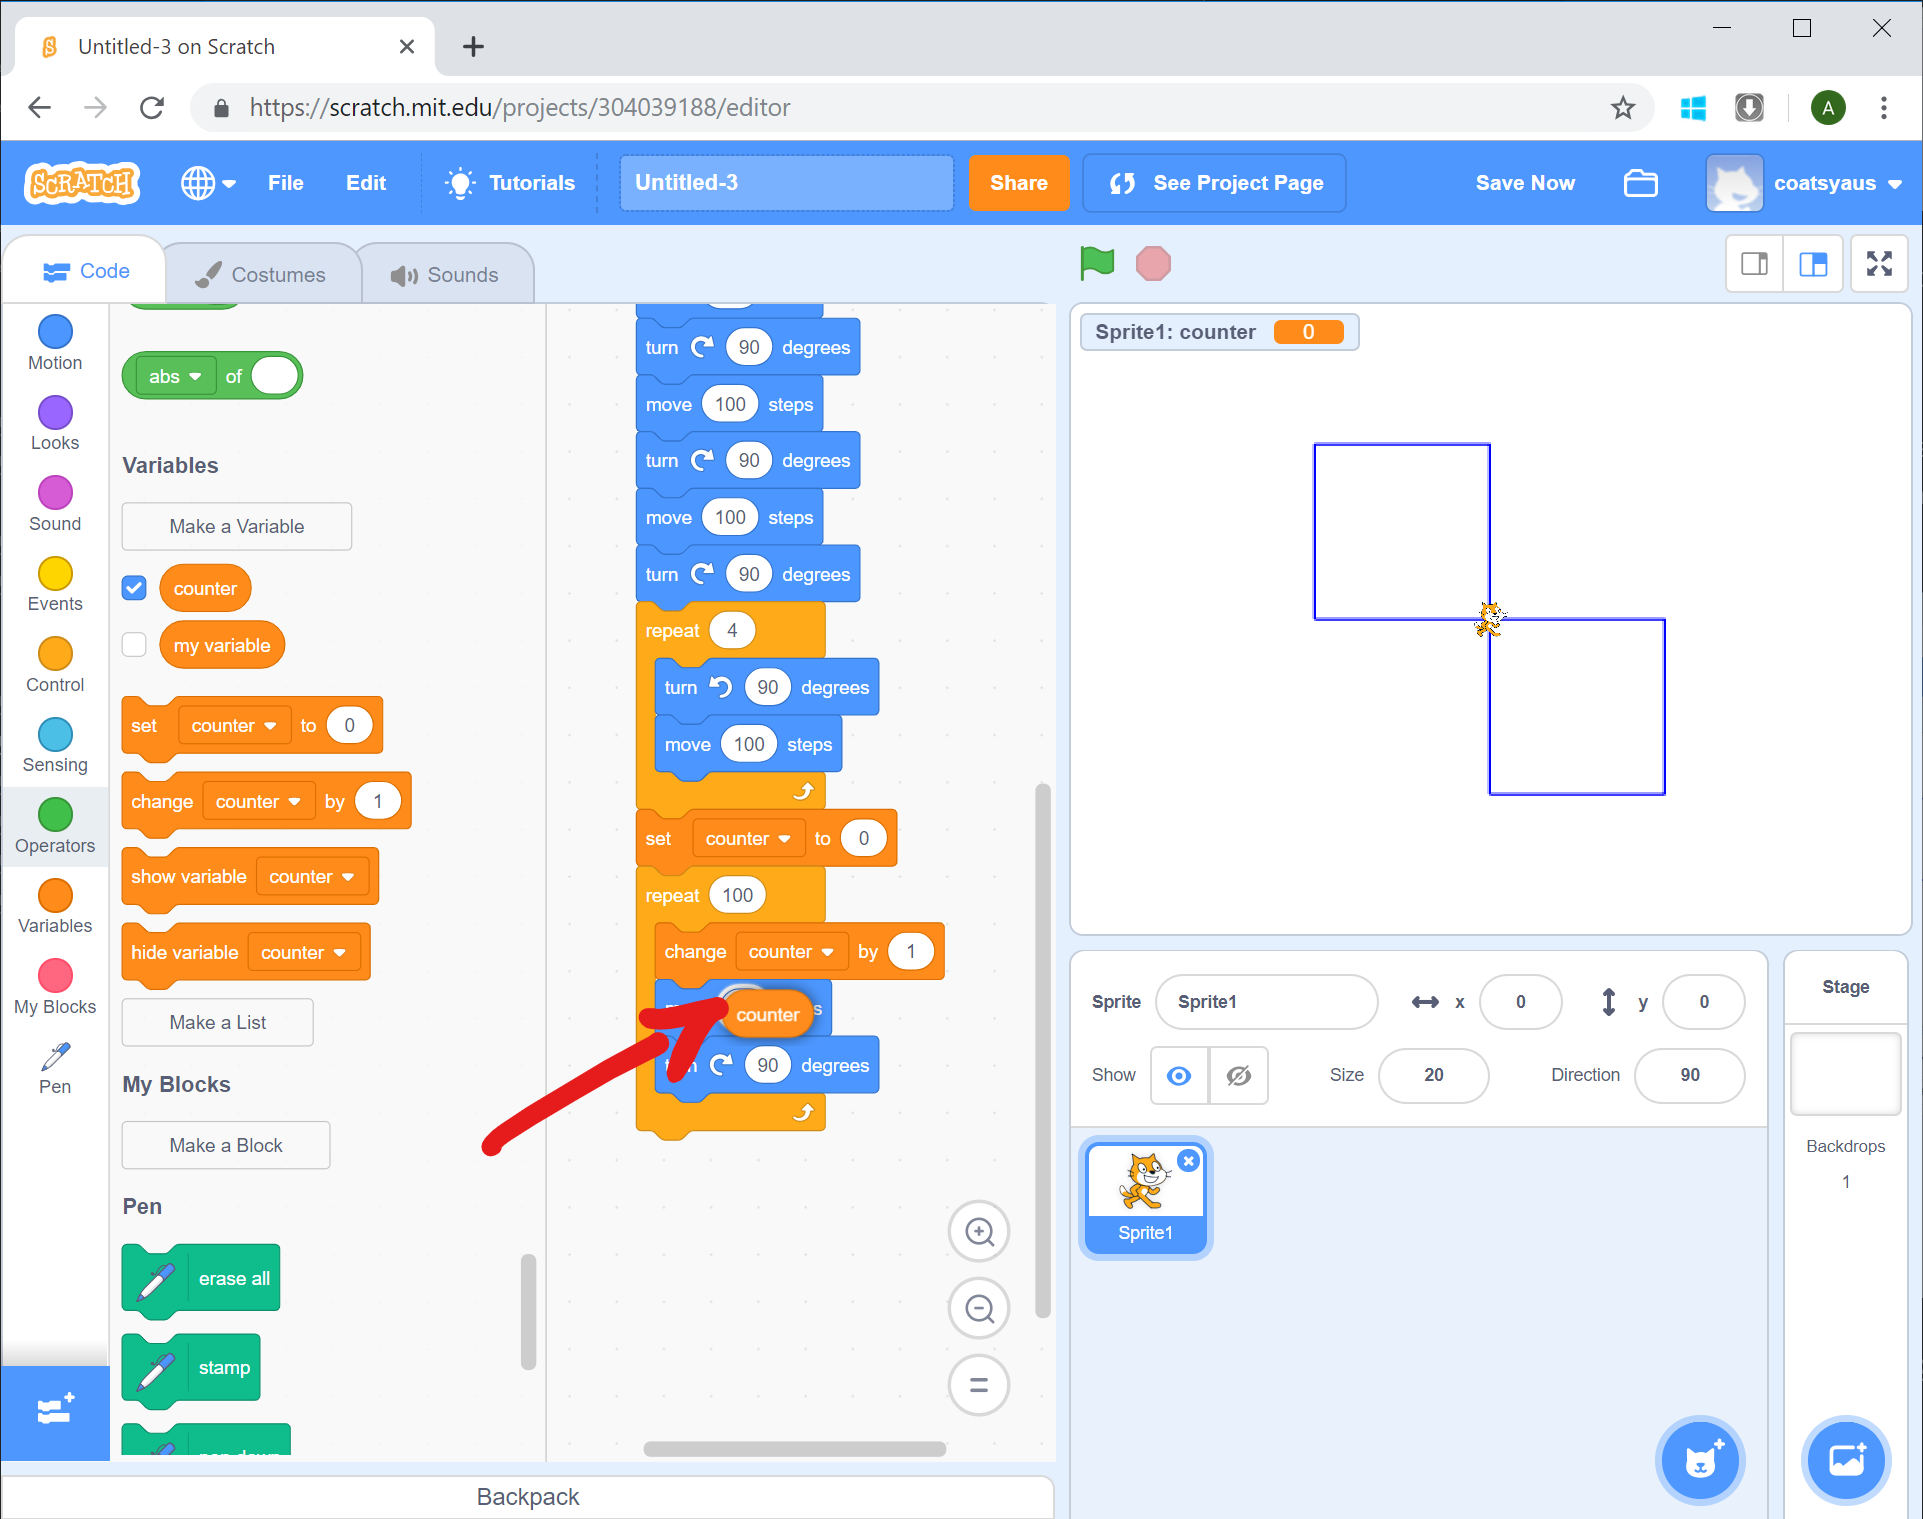 Untitled-3 on Scratch
https://scratch.mit.edu/projects/304039188/editor
A
SCRATCH
File
Edit
Tutorials
Untitled-3
Share
See Project Page
Save Now
coatsyaus
Code
Costumes
Sounds
Motion
Looks
Sound
Events
Control
Sensing
Operators
Variables
My Blocks
Pen
abs of
Variables
Make a Variable
counter
my variable
set counter to 0
change counter by 1
show variable counter
hide variable counter
Make a List
My Blocks
Make a Block
Pen
erase all
stamp
turn 90 degrees
move 100 steps
turn 90 degrees
move 100 steps
turn 90 degrees
repeat 4
turn 90 degrees
move 100 steps
set counter to 0
repeat 100
change counter by 1
counter
90 degrees
Backpack
Sprite1: counter 0
Sprite Sprite1 x 0 y 0
Show Size 20 Direction 90
Sprite1
Stage
Backdrops
1